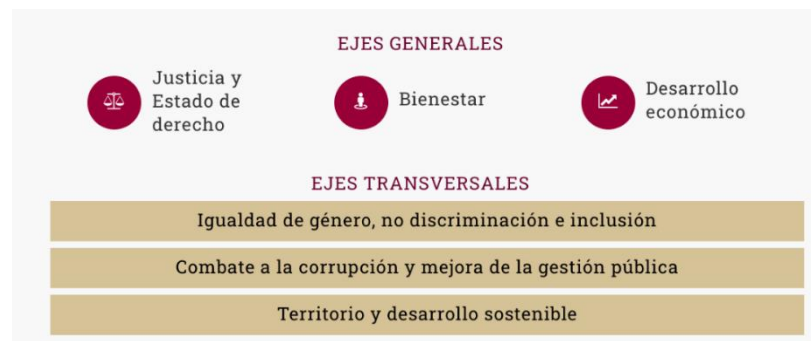 EJES GENERALES
Justicia y
Estado de
derecho
Bienestar
Desarrollo
económico
EJES TRANSVERSALES
Igualdad de género, no discriminación e inclusión
Combate a la corrupción y mejora de la gestión pública
Territorio y desarrollo sostenible